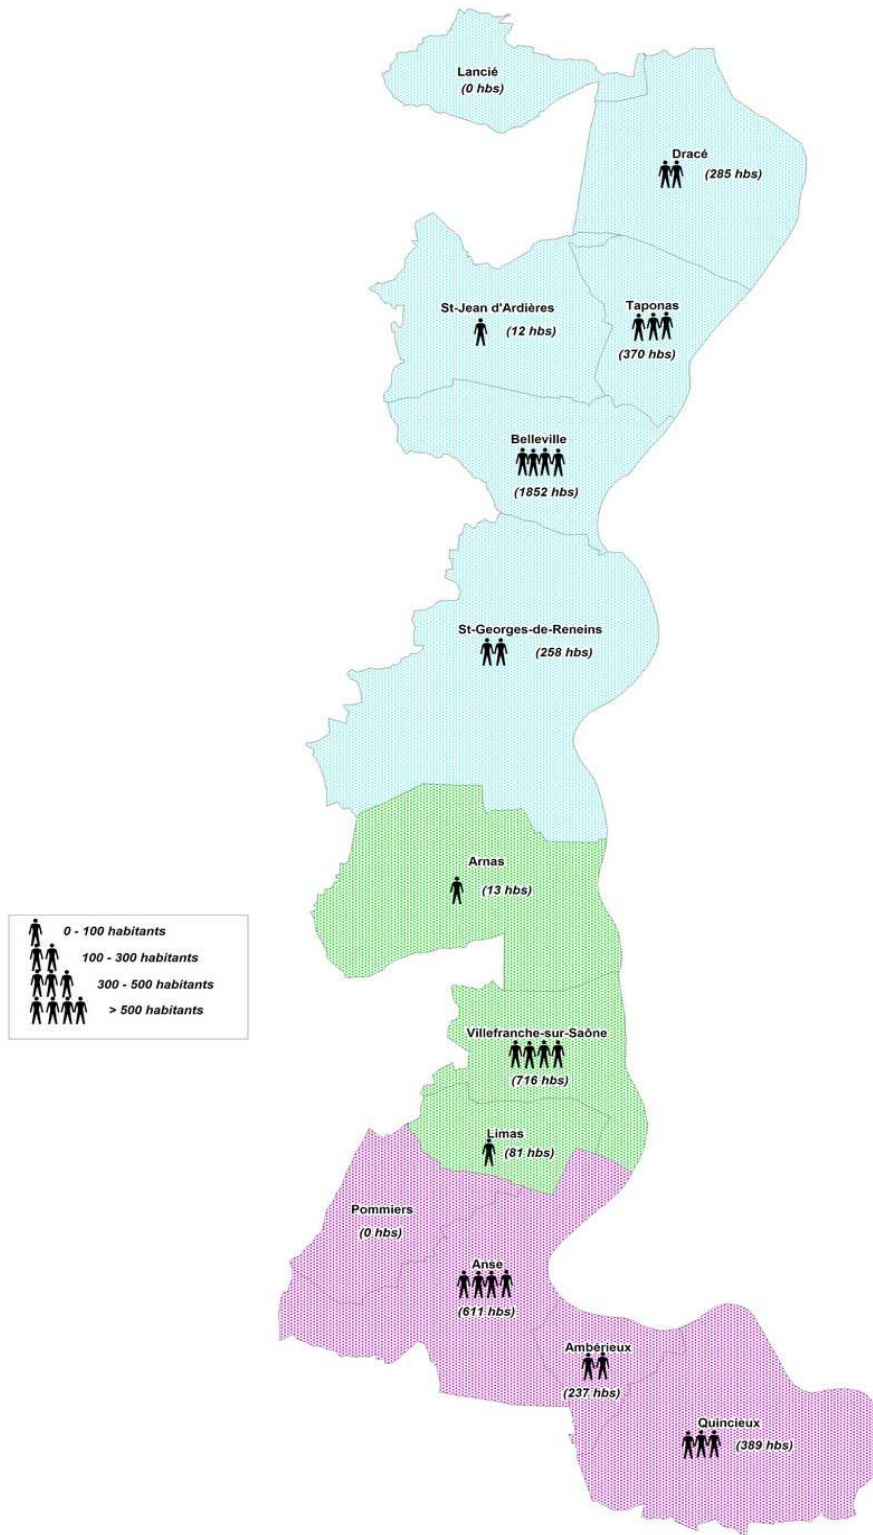 Lancié
(0 hbs)
Dracé
(285 hbs)
St-Jean d'Ardières
(12 hbs)
Taponas
(370 hbs)
Belleville
(1852 hbs)
St-Georges-de-Reneins
(258 hbs)
Arnas
(13 hbs)
0 - 100 habitants
100 - 300 habitants
300 - 500 habitants
> 500 habitants
Villefranche-sur-Saône
(716 hbs)
Limas
(81 hbs)
Pommiers
(0 hbs)
Anse
(611 hbs)
Ambérieux
(237 hbs)
Quincieux
(389 hbs)